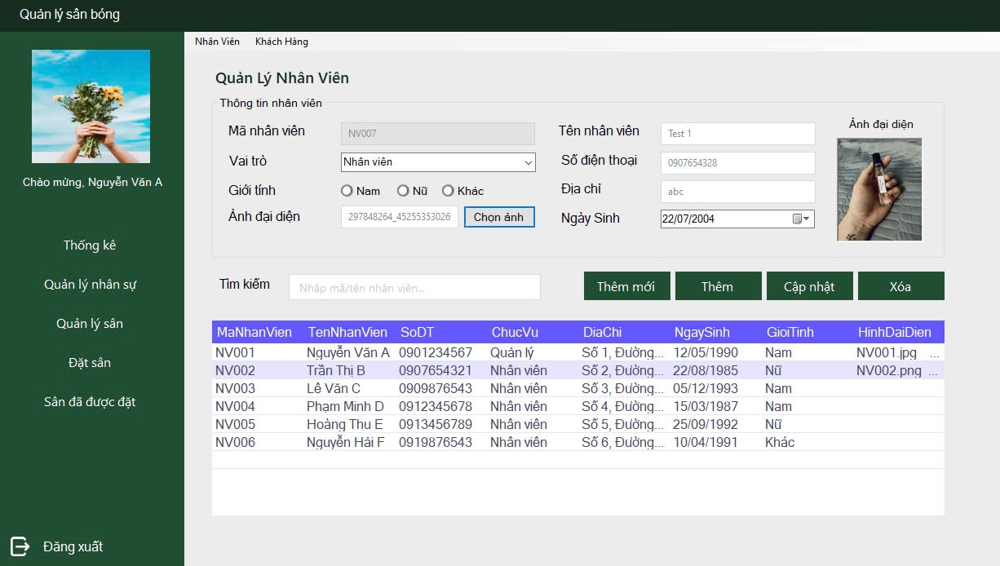 Quản lý sân bóng
Nhân Viên Khách Hàng
Chào mừng, Nguyễn Văn A
Thống kê
Quản lý nhân sự
Quản lý sân
Đặt sân
Sân đã được đặt
Đăng xuất
Quản Lý Nhân Viên
Thông tin nhân viên
Mã nhân viên NV007 Tên nhân viên Test 1 Ảnh đại diện
Vai trò Nhân viên Số điện thoại 0907654328
Giới tính Nam Nữ Khác Địa chỉ abc
Ảnh đại diện 297848264_45255353026 Chọn ảnh Ngày Sinh 22/07/2004
Tìm kiếm Nhập mã/tên nhân viên... Thêm mới Thêm Cập nhật Xóa
MaNhanVien TenNhanVien SoDT ChucVu DiaChi NgaySinh GioiTinh HinhDaiDien
NV001 Nguyễn Văn A 0901234567 Quản lý Số 1, Đường... 12/05/1990 Nam NV001.jpg ...
NV002 Trần Thị B 0907654321 Nhân viên Số 2, Đường... 22/08/1985 Nữ NV002.png ...
NV003 Lê Văn C 0909876543 Nhân viên Số 3, Đường... 05/12/1993 Nam
NV004 Phạm Minh D 0912345678 Nhân viên Số 4, Đường... 15/03/1987 Nam
NV005 Hoàng Thu E 0913456789 Nhân viên Số 5, Đường... 25/09/1992 Nữ
NV006 Nguyễn Hải F 0919876543 Nhân viên Số 6, Đường... 10/04/1991 Khác